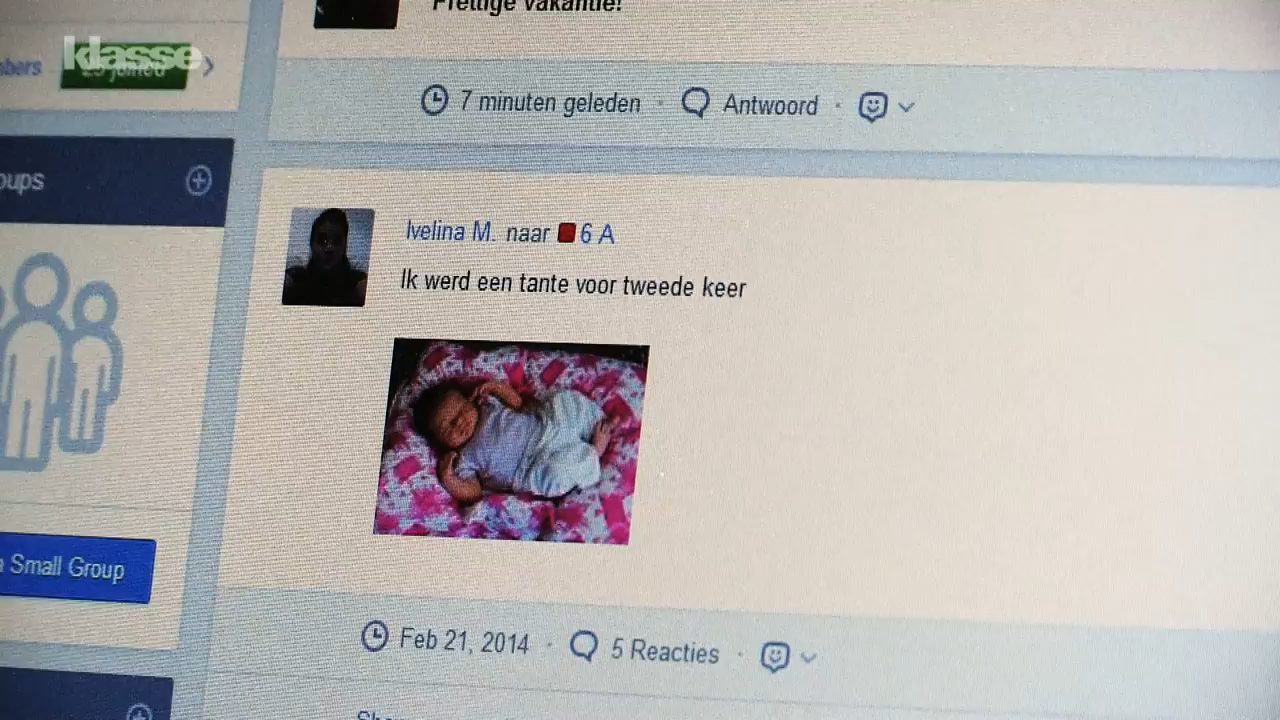 Prettige vakantie!
klasse
joined
7 minuten geleden · Antwoord ·
Ivelina M. naar 6 A
Ik werd een tante voor tweede keer
Small Group
Feb 21, 2014 · 5 Reacties ·